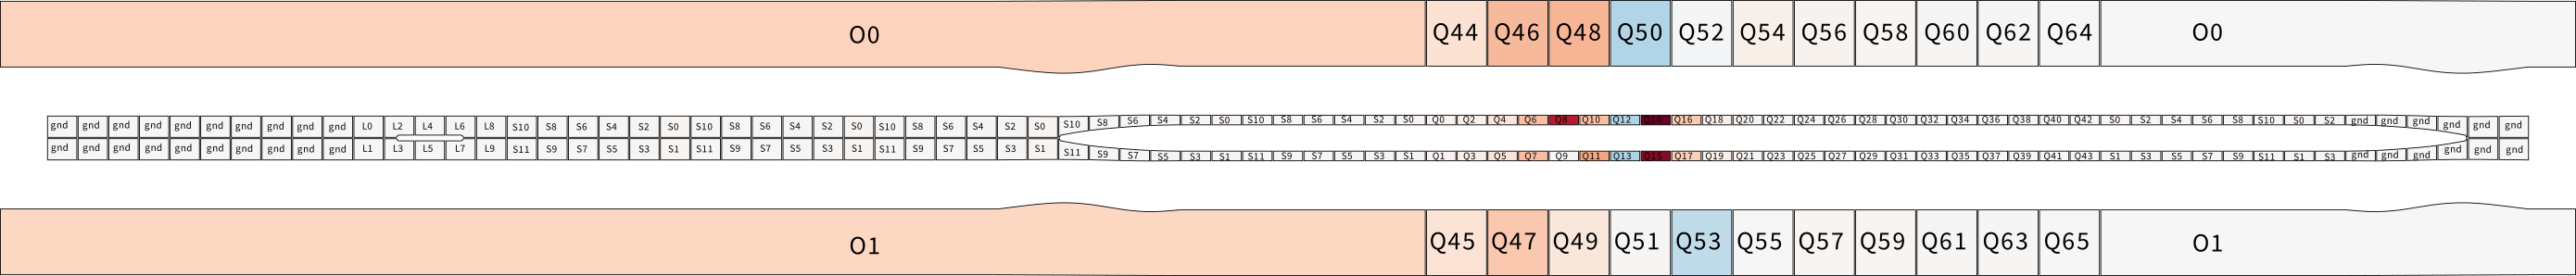 O0 Q44 Q46 Q48 Q50 Q52 Q54 Q56 Q58 Q60 Q62 Q64 O0
gnd gnd gnd gnd gnd gnd gnd gnd gnd gnd L0 L2 L4 L6 L8 S10 S8 S6 S4 S2 S0 S10 S8 S6 S4 S2 S0 S10 S8 S6 S4 S2 S0 S10 S8 S6 S4 S2 S0 S10 S8 S6 S4 S2 S0 Q0 Q2 Q4 Q6 Q8 Q10 Q12 Q14 Q16 Q18 Q20 Q22 Q24 Q26 Q28 Q30 Q32 Q34 Q36 Q38 Q40 Q42 S0 S2 S4 S6 S8 S10 S0 S2 gnd gnd gnd gnd gnd gnd
gnd gnd gnd gnd gnd gnd gnd gnd gnd gnd L1 L3 L5 L7 L9 S11 S9 S7 S5 S3 S1 S11 S9 S7 S5 S3 S1 S11 S9 S7 S5 S3 S1 S11 S9 S7 S5 S3 S1 S11 S9 S7 S5 S3 S1 Q1 Q3 Q5 Q7 Q9 Q11 Q13 Q15 Q17 Q19 Q21 Q23 Q25 Q27 Q29 Q31 Q33 Q35 Q37 Q39 Q41 Q43 S1 S3 S5 S7 S9 S11 S1 S3 gnd gnd gnd gnd gnd gnd
O1 Q45 Q47 Q49 Q51 Q53 Q55 Q57 Q59 Q61 Q63 Q65 O1